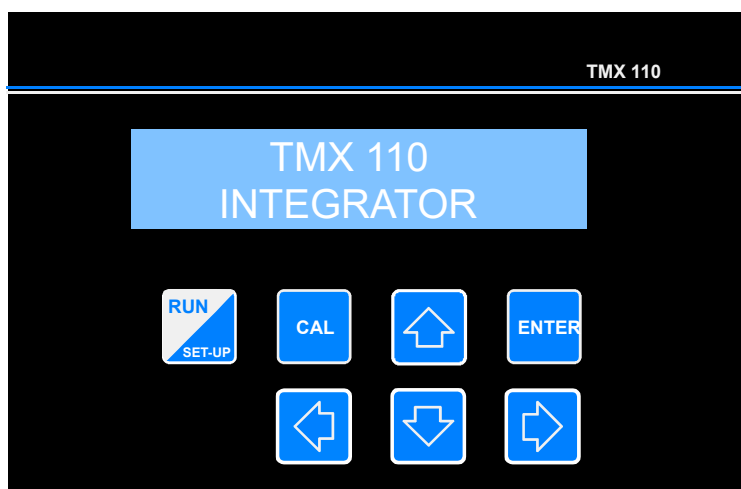 TMX 110
TMX 110
INTEGRATOR
RUN
SET-UP
CAL
ENTER